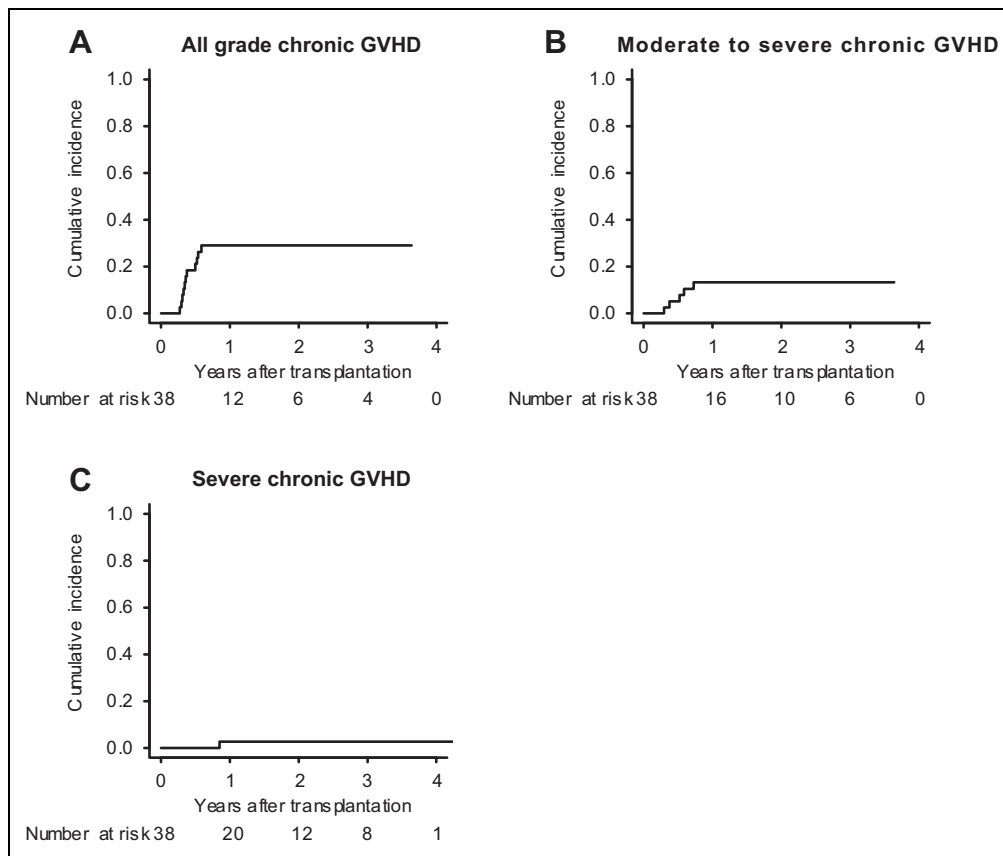 A All grade chronic GVHD
Cumulative incidence
1.0
0.8
0.6
0.4
0.2
0.0
0 1 2 3 4
Years after transplantation
Number at risk 38 12 6 4 0
B Moderate to severe chronic GVHD
Cumulative incidence
1.0
0.8
0.6
0.4
0.2
0.0
0 1 2 3 4
Years after transplantation
Number at risk 38 16 10 6 0
C Severe chronic GVHD
Cumulative incidence
1.0
0.8
0.6
0.4
0.2
0.0
0 1 2 3 4
Years after transplantation
Number at risk 38 20 12 8 1